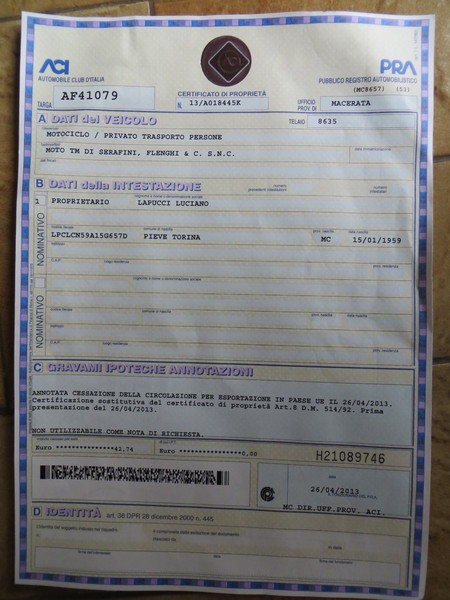 ACI
AUTOMOBILE CLUB D'ITALIA
PRA
PUBBLICO REGISTRO AUTOMOBILISTICO
(MC8657) (53)
TARGA AF41079
CERTIFICATO DI PROPRIETÀ
N. 13/A018445K
UFFICIO PROV. DI MACERATA
A DATI del VEICOLO
TELAIO 8635
MOTOCICLO / PRIVATO TRASPORTO PERSONE
MOTO TM DI SERAFINI, FLENGHI & C. S.N.C.
B DATI della INTESTAZIONE
1 PROPRIETARIO LAPUCCI LUCIANO
NOMINATIVO
LPCLCN59A15G657D PIEVE TORINA MC 15/01/1959
NOMINATIVO
C GRAVAMI IPOTECHE ANNOTAZIONI
ANNOTATA CESSAZIONE DELLA CIRCOLAZIONE PER ESPORTAZIONE IN PAESE UE IL 26/04/2013.
Certificazione sostitutiva del certificato di proprietà Art.8 D.M. 514/92. Prima
presentazione del 26/04/2013.
NON UTILIZZABILE COME NOTA DI RICHIESTA.
Euro ***************42,74 Euro ****************0,00
H21089746
26/04/2013
MC DIR.UFF.PROV. ACI.
D IDENTITÀ art. 38 DPR 28 dicembre 2000 n. 445